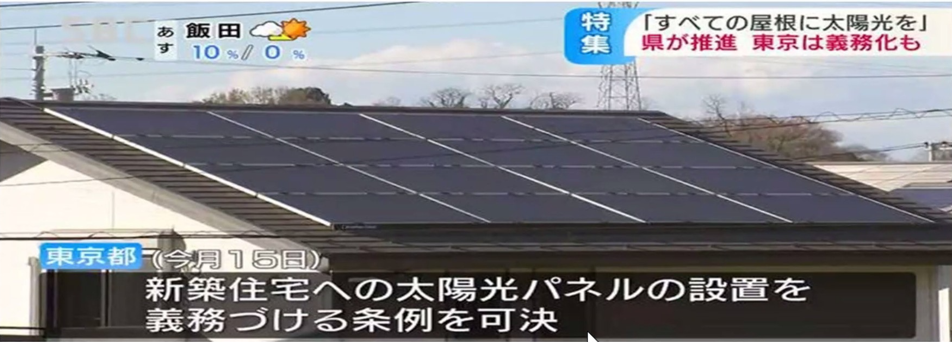 SBC
あす 飯田
10%/ 0 %
特集
「すべての屋根に太陽光を」
県が推進 東京は義務化も
東京都 (今月15日)
新築住宅への太陽光パネルの設置を
義務づける条例を可決